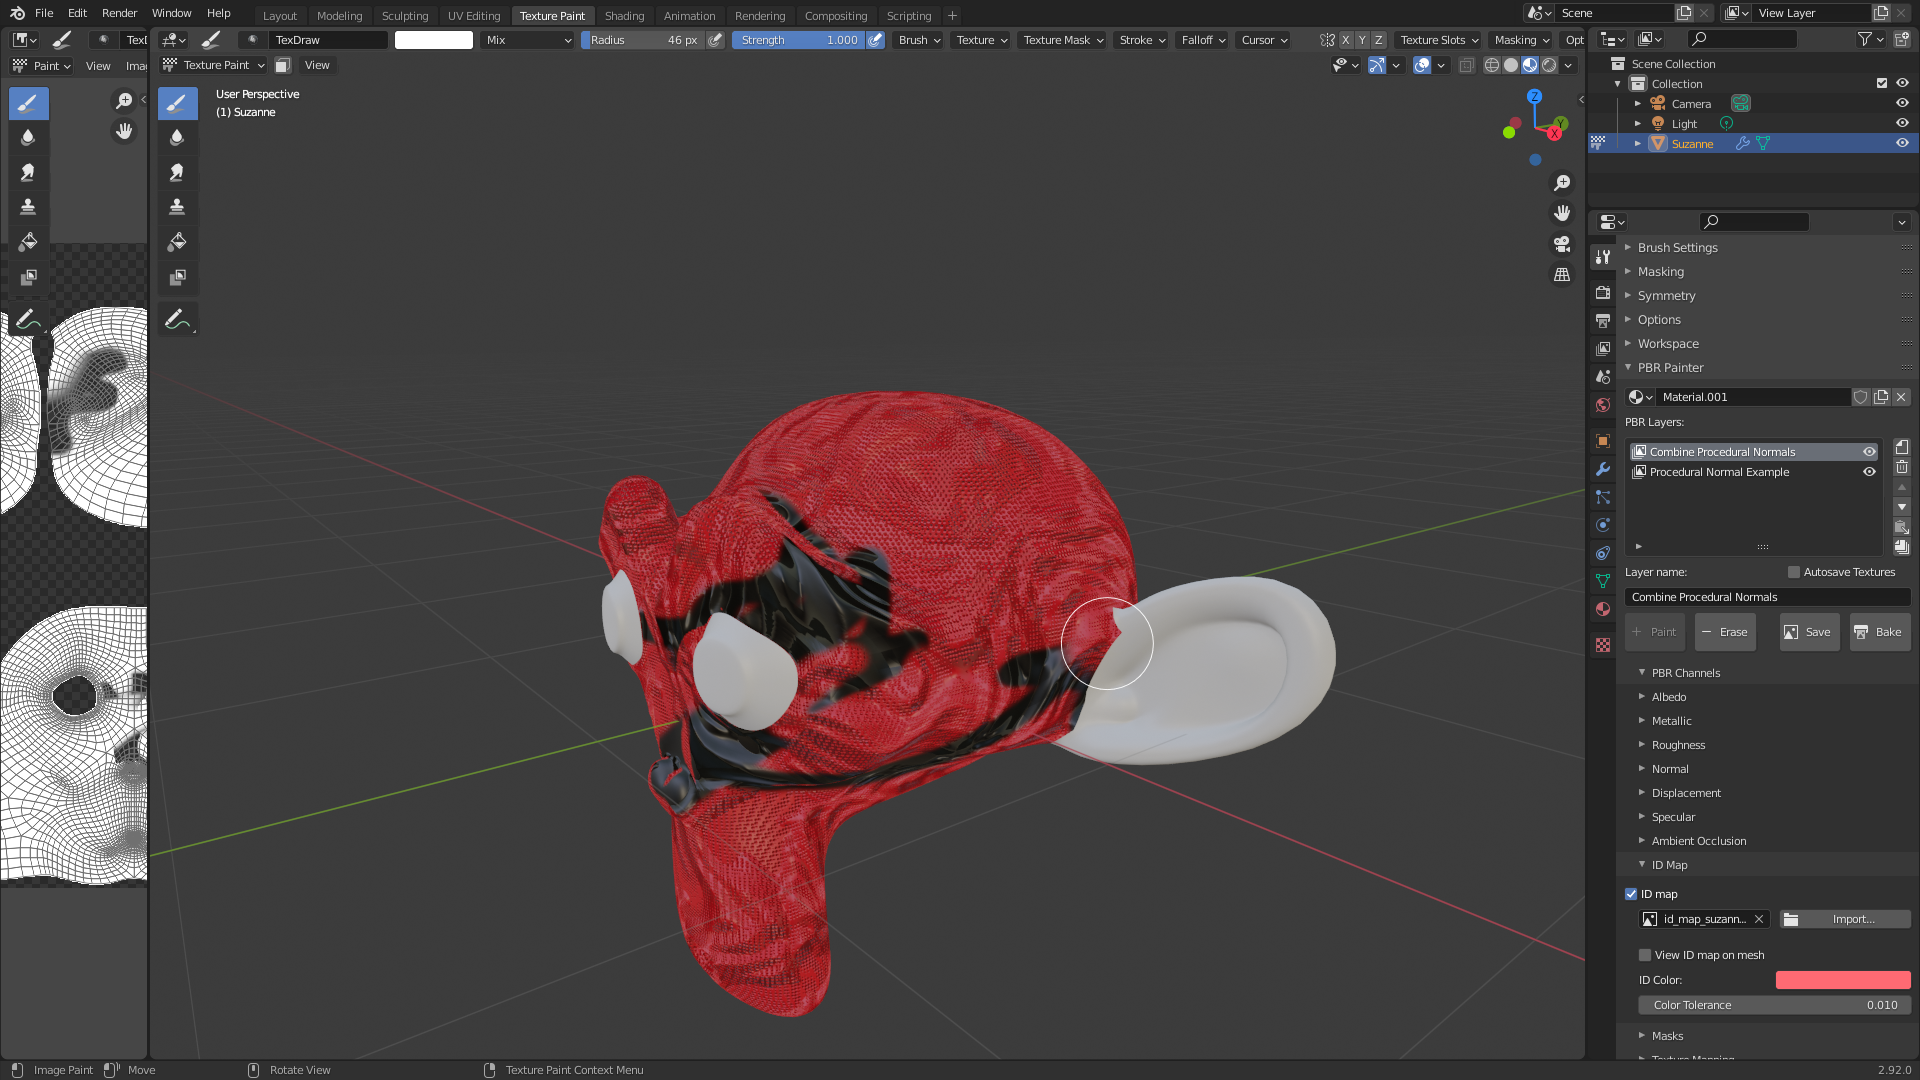 File Edit Render Window Help Layout Modeling Sculpting UV Editing Texture Paint Shading Animation Rendering Compositing Scripting Scene View Layer
TexD TexDraw Mix Radius 46 px Strength 1.000 Brush Texture Texture Mask Stroke Falloff Cursor X Y Z Texture Slots Masking Opt
Paint View Ima Texture Paint View
User Perspective
(1) Suzanne
Z
Y
X
Scene Collection
Collection
Camera
Light
Suzanne
Brush Settings
Masking
Symmetry
Options
Workspace
PBR Painter
Material.001
PBR Layers:
Combine Procedural Normals
Procedural Normal Example
Layer name: Autosave Textures
Combine Procedural Normals
Paint Erase Save Bake
PBR Channels
Albedo
Metallic
Roughness
Normal
Displacement
Specular
Ambient Occlusion
ID Map
ID map
id_map_suzann... Import...
View ID map on mesh
ID Color:
Color Tolerance 0.010
Masks
Texture Mapping
Image Paint Move Rotate View Texture Paint Context Menu 2.92.0